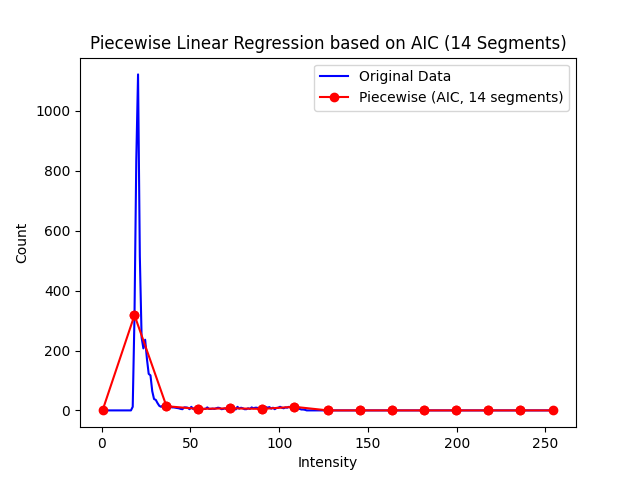 Piecewise Linear Regression based on AIC (14 Segments)
Original Data
Piecewise (AIC, 14 segments)
1000
800
600
400
200
0
Count
0 50 100 150 200 250
Intensity